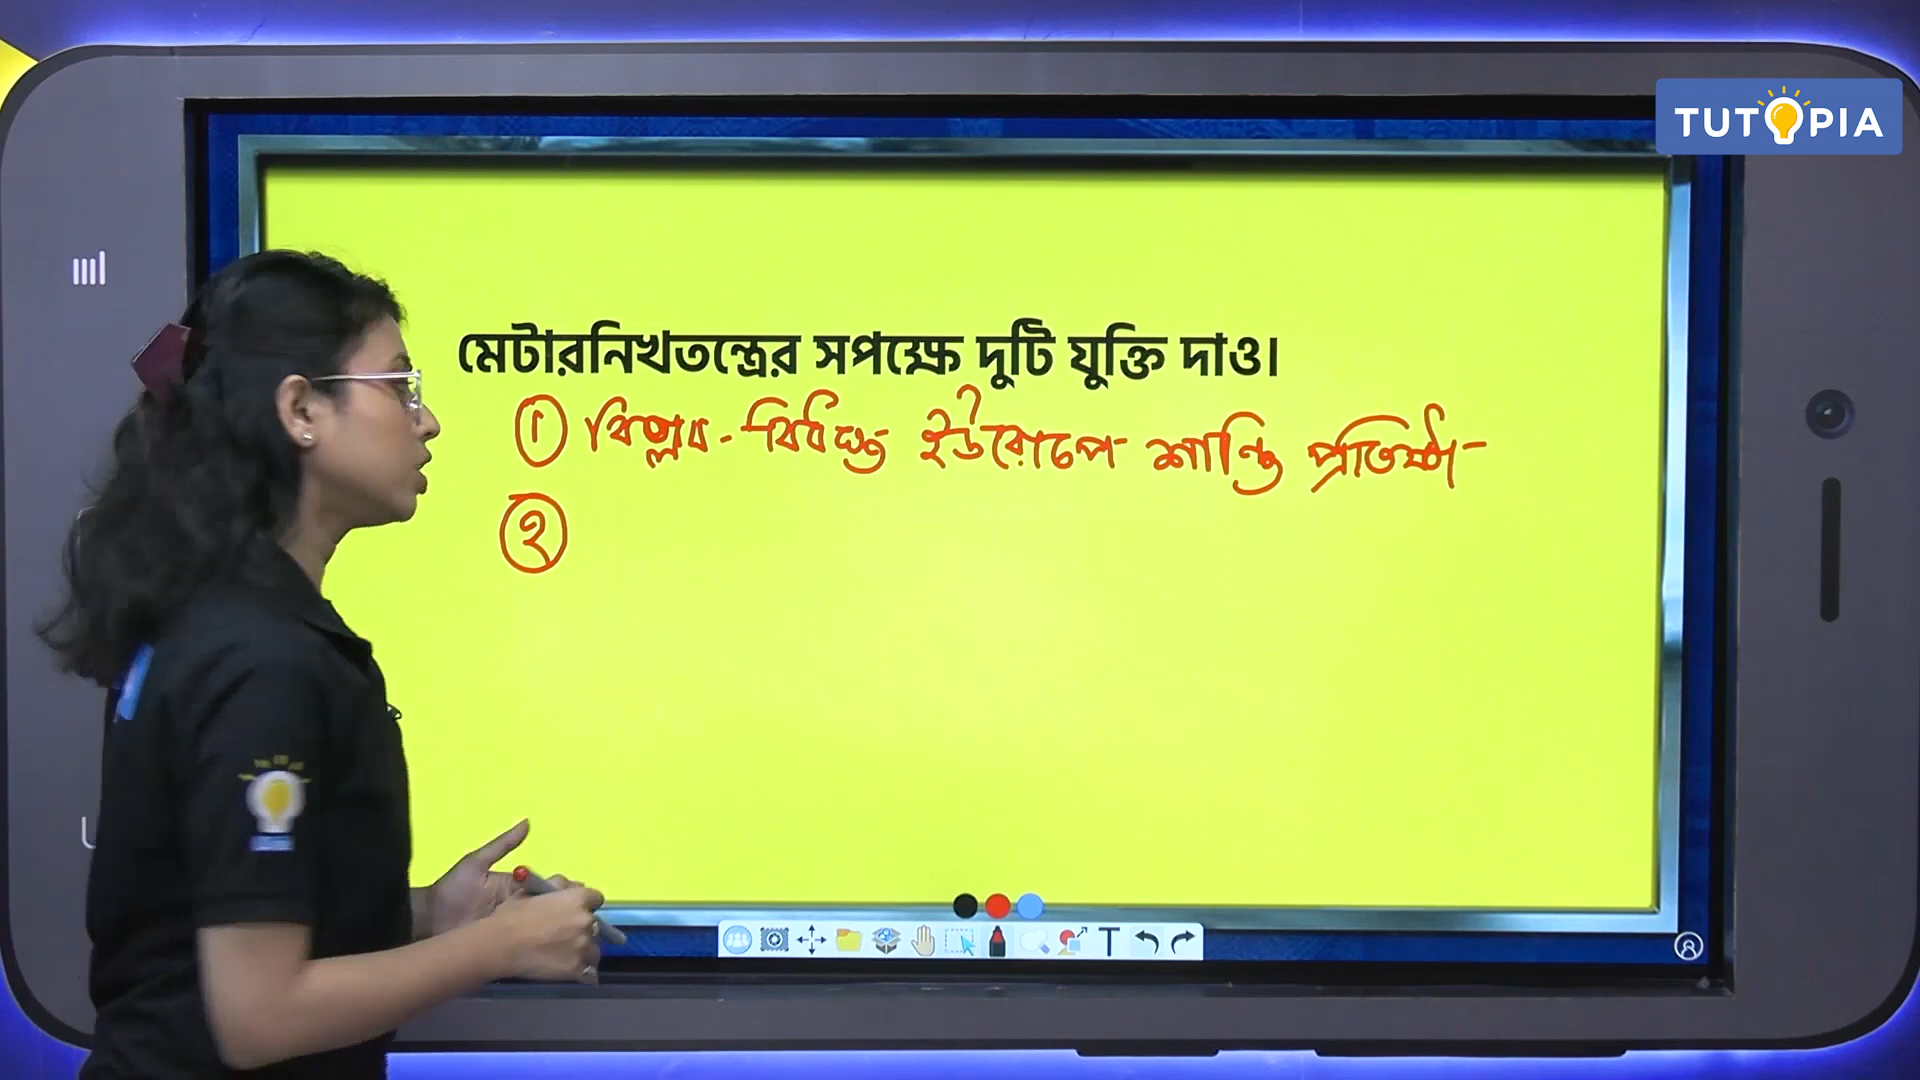 TUTOPIA
মেটারনিখতন্ত্রের সপক্ষে দুটি যুক্তি দাও।
① বিপ্লব-বিধ্বস্ত ইউরোপে শান্তি প্রতিষ্ঠা-
②
T